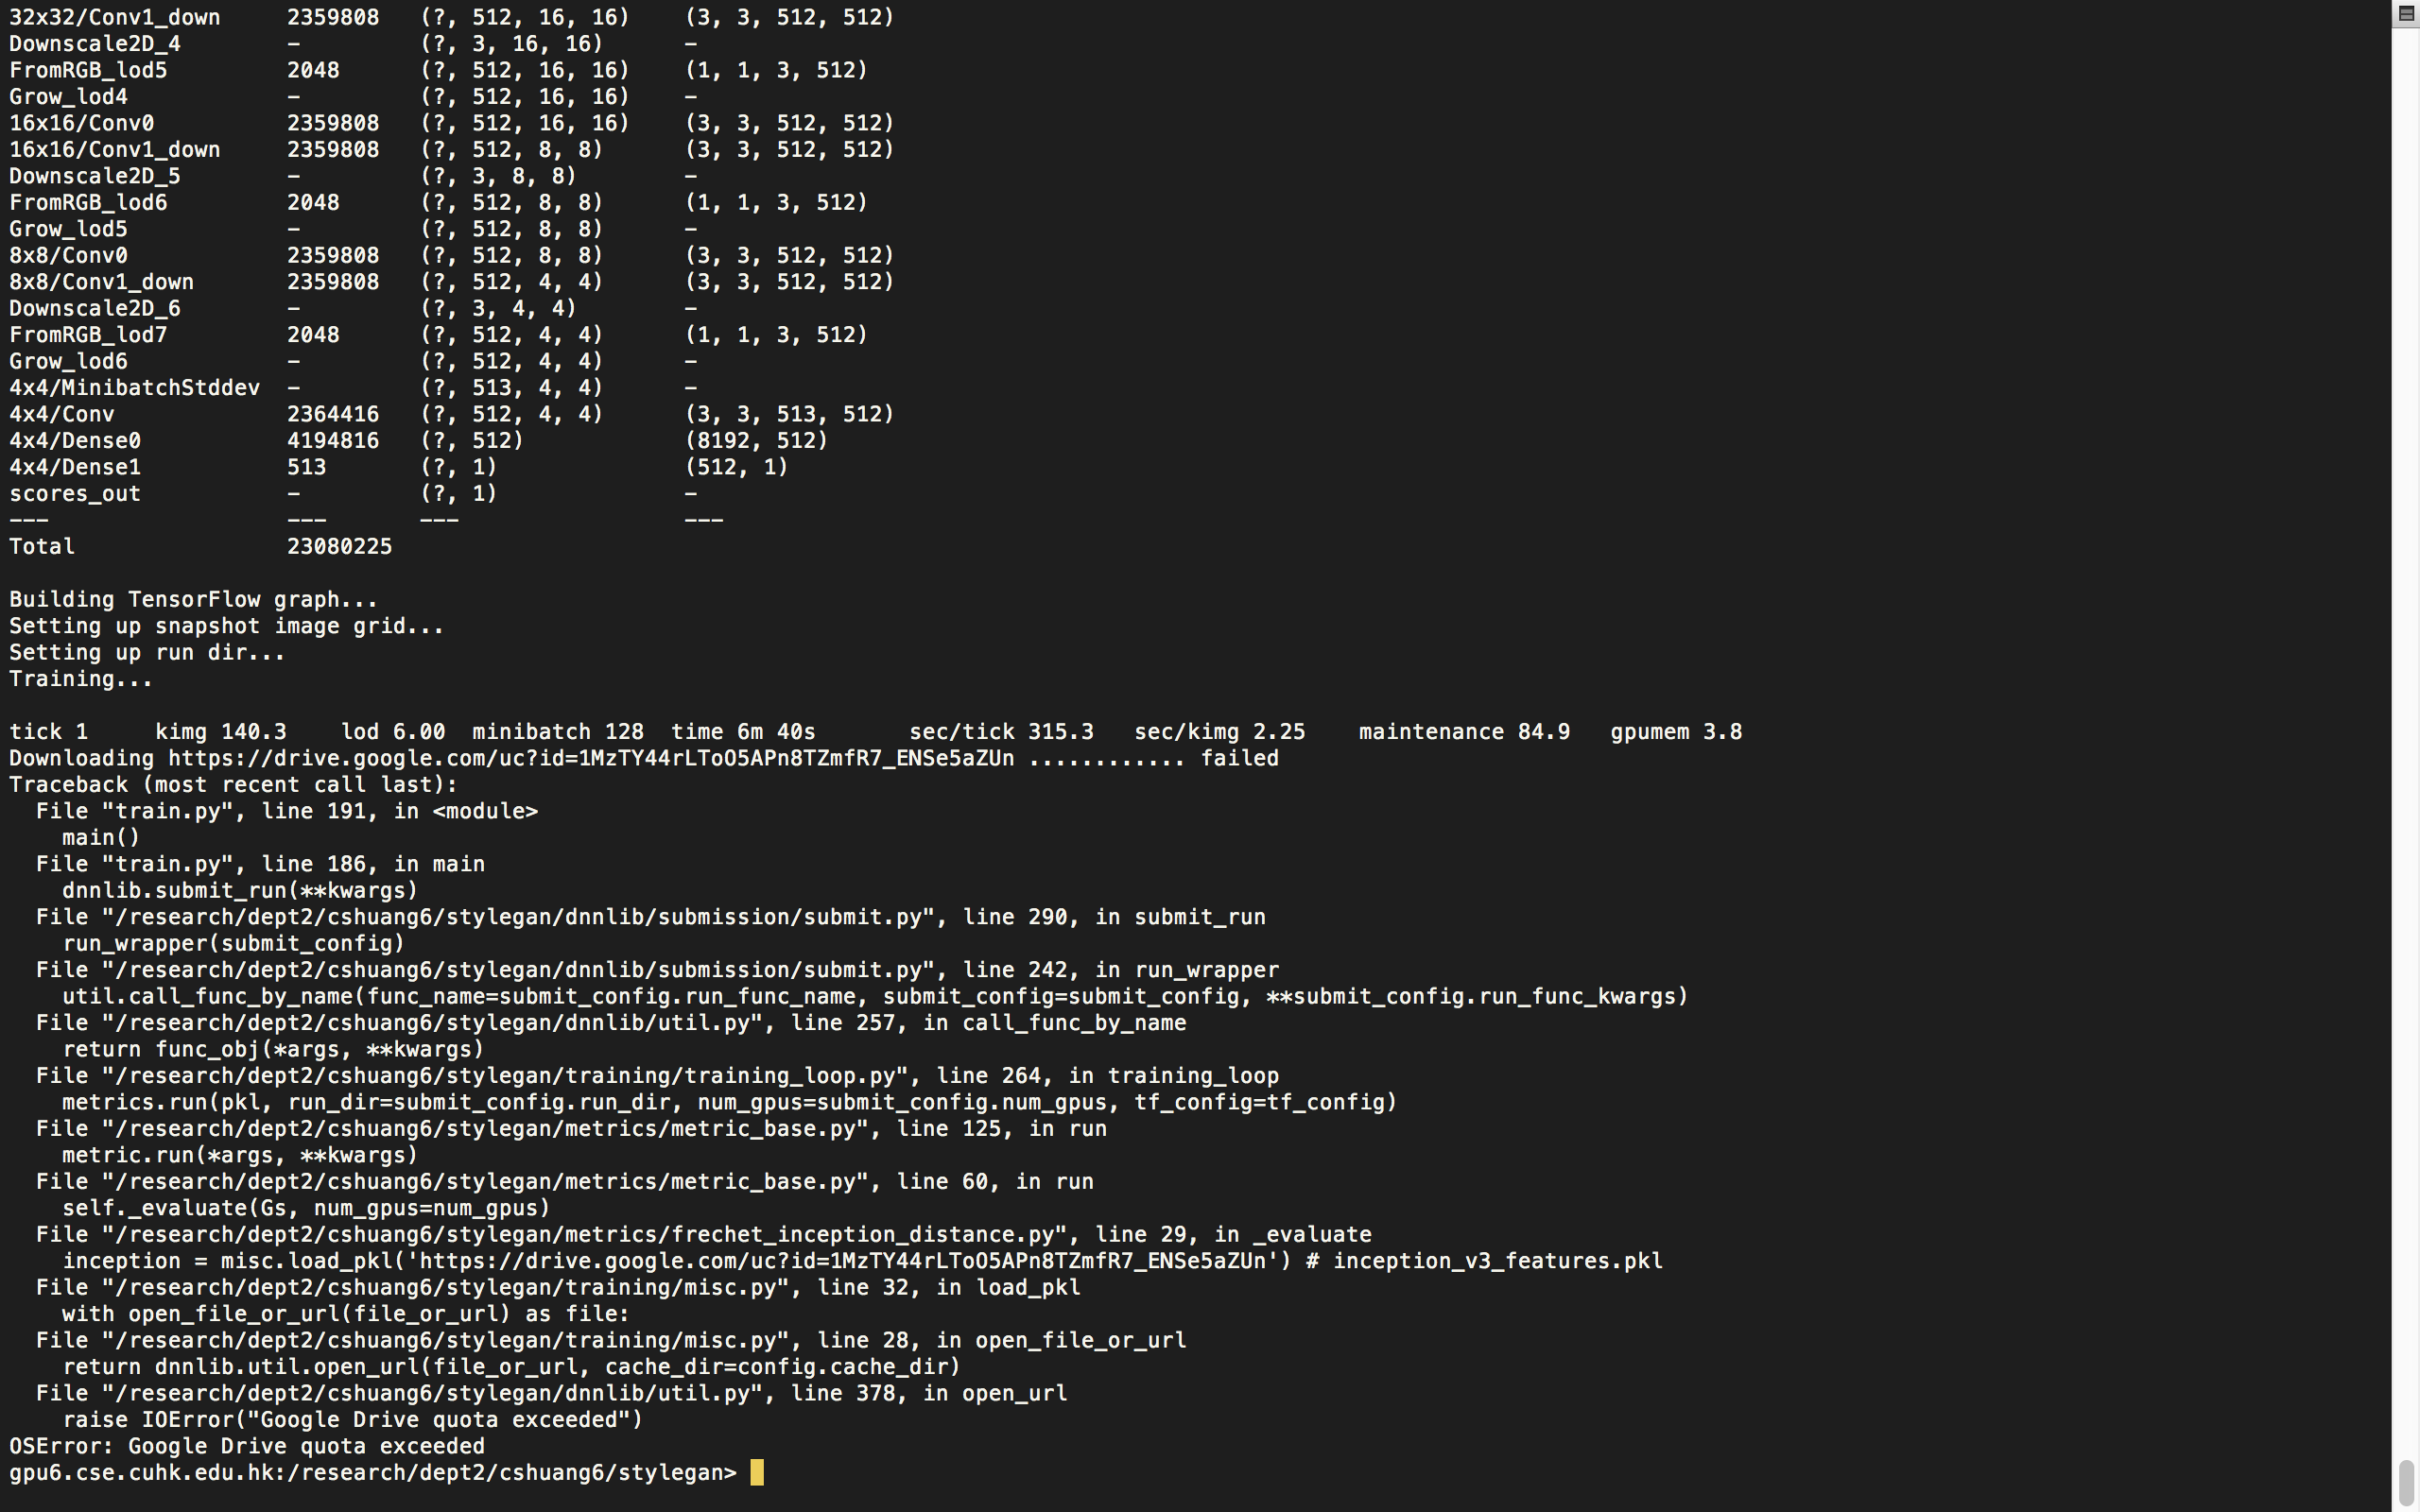 32x32/Conv1_down     2359808   (?, 512, 16, 16)    (3, 3, 512, 512)
Downscale2D_4        -         (?, 3, 16, 16)      -
FromRGB_lod5         2048      (?, 512, 16, 16)    (1, 1, 3, 512)
Grow_lod4            -         (?, 512, 16, 16)    -
16x16/Conv0          2359808   (?, 512, 16, 16)    (3, 3, 512, 512)
16x16/Conv1_down     2359808   (?, 512, 8, 8)      (3, 3, 512, 512)
Downscale2D_5        -         (?, 3, 8, 8)        -
FromRGB_lod6         2048      (?, 512, 8, 8)      (1, 1, 3, 512)
Grow_lod5            -         (?, 512, 8, 8)      -
8x8/Conv0            2359808   (?, 512, 8, 8)      (3, 3, 512, 512)
8x8/Conv1_down       2359808   (?, 512, 4, 4)      (3, 3, 512, 512)
Downscale2D_6        -         (?, 3, 4, 4)        -
FromRGB_lod7         2048      (?, 512, 4, 4)      (1, 1, 3, 512)
Grow_lod6            -         (?, 512, 4, 4)      -
4x4/MinibatchStddev  -         (?, 513, 4, 4)      -
4x4/Conv             2364416   (?, 512, 4, 4)      (3, 3, 513, 512)
4x4/Dense0           4194816   (?, 512)            (8192, 512)
4x4/Dense1           513       (?, 1)              (512, 1)
scores_out           -         (?, 1)              -
---                  ---       ---                 ---
Total                23080225

Building TensorFlow graph...
Setting up snapshot image grid...
Setting up run dir...
Training...

tick 1     kimg 140.3    lod 6.00  minibatch 128  time 6m 40s       sec/tick 315.3   sec/kimg 2.25    maintenance 84.9   gpumem 3.8
Downloading https://drive.google.com/uc?id=1MzTY44rLToO5APn8TZmfR7_ENSe5aZUn ............ failed
Traceback (most recent call last):
  File "train.py", line 191, in <module>
    main()
  File "train.py", line 186, in main
    dnnlib.submit_run(**kwargs)
  File "/research/dept2/cshuang6/stylegan/dnnlib/submission/submit.py", line 290, in submit_run
    run_wrapper(submit_config)
  File "/research/dept2/cshuang6/stylegan/dnnlib/submission/submit.py", line 242, in run_wrapper
    util.call_func_by_name(func_name=submit_config.run_func_name, submit_config=submit_config, **submit_config.run_func_kwargs)
  File "/research/dept2/cshuang6/stylegan/dnnlib/util.py", line 257, in call_func_by_name
    return func_obj(*args, **kwargs)
  File "/research/dept2/cshuang6/stylegan/training/training_loop.py", line 264, in training_loop
    metrics.run(pkl, run_dir=submit_config.run_dir, num_gpus=submit_config.num_gpus, tf_config=tf_config)
  File "/research/dept2/cshuang6/stylegan/metrics/metric_base.py", line 125, in run
    metric.run(*args, **kwargs)
  File "/research/dept2/cshuang6/stylegan/metrics/metric_base.py", line 60, in run
    self._evaluate(Gs, num_gpus=num_gpus)
  File "/research/dept2/cshuang6/stylegan/metrics/frechet_inception_distance.py", line 29, in _evaluate
    inception = misc.load_pkl('https://drive.google.com/uc?id=1MzTY44rLToO5APn8TZmfR7_ENSe5aZUn') # inception_v3_features.pkl
  File "/research/dept2/cshuang6/stylegan/training/misc.py", line 32, in load_pkl
    with open_file_or_url(file_or_url) as file:
  File "/research/dept2/cshuang6/stylegan/training/misc.py", line 28, in open_file_or_url
    return dnnlib.util.open_url(file_or_url, cache_dir=config.cache_dir)
  File "/research/dept2/cshuang6/stylegan/dnnlib/util.py", line 378, in open_url
    raise IOError("Google Drive quota exceeded")
OSError: Google Drive quota exceeded
gpu6.cse.cuhk.edu.hk:/research/dept2/cshuang6/stylegan>